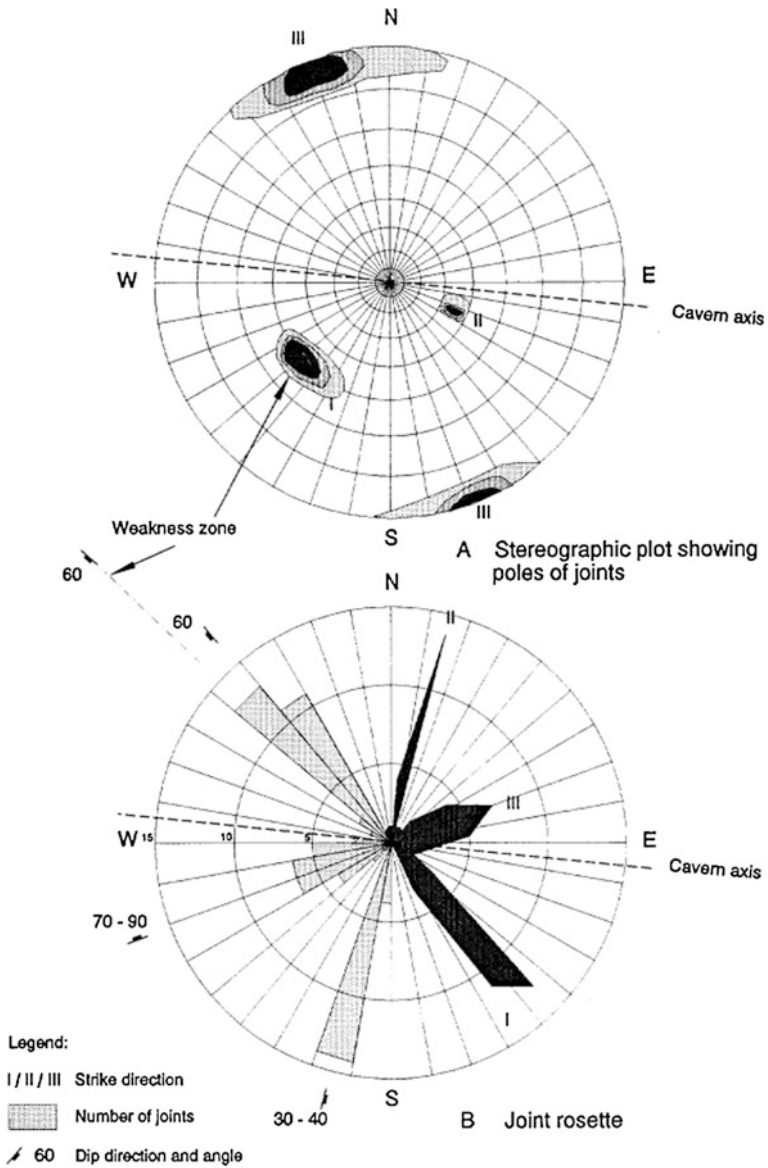 N
III
W
E
II
Cavern axis
I
Weakness zone
III
S
A Stereographic plot showing
poles of joints
60
60
N
II
III
W 15 10 5
E
Cavern axis
70 - 90
I
Legend:
I / II / III Strike direction
Number of joints
S
30 - 40
B Joint rosette
60 Dip direction and angle